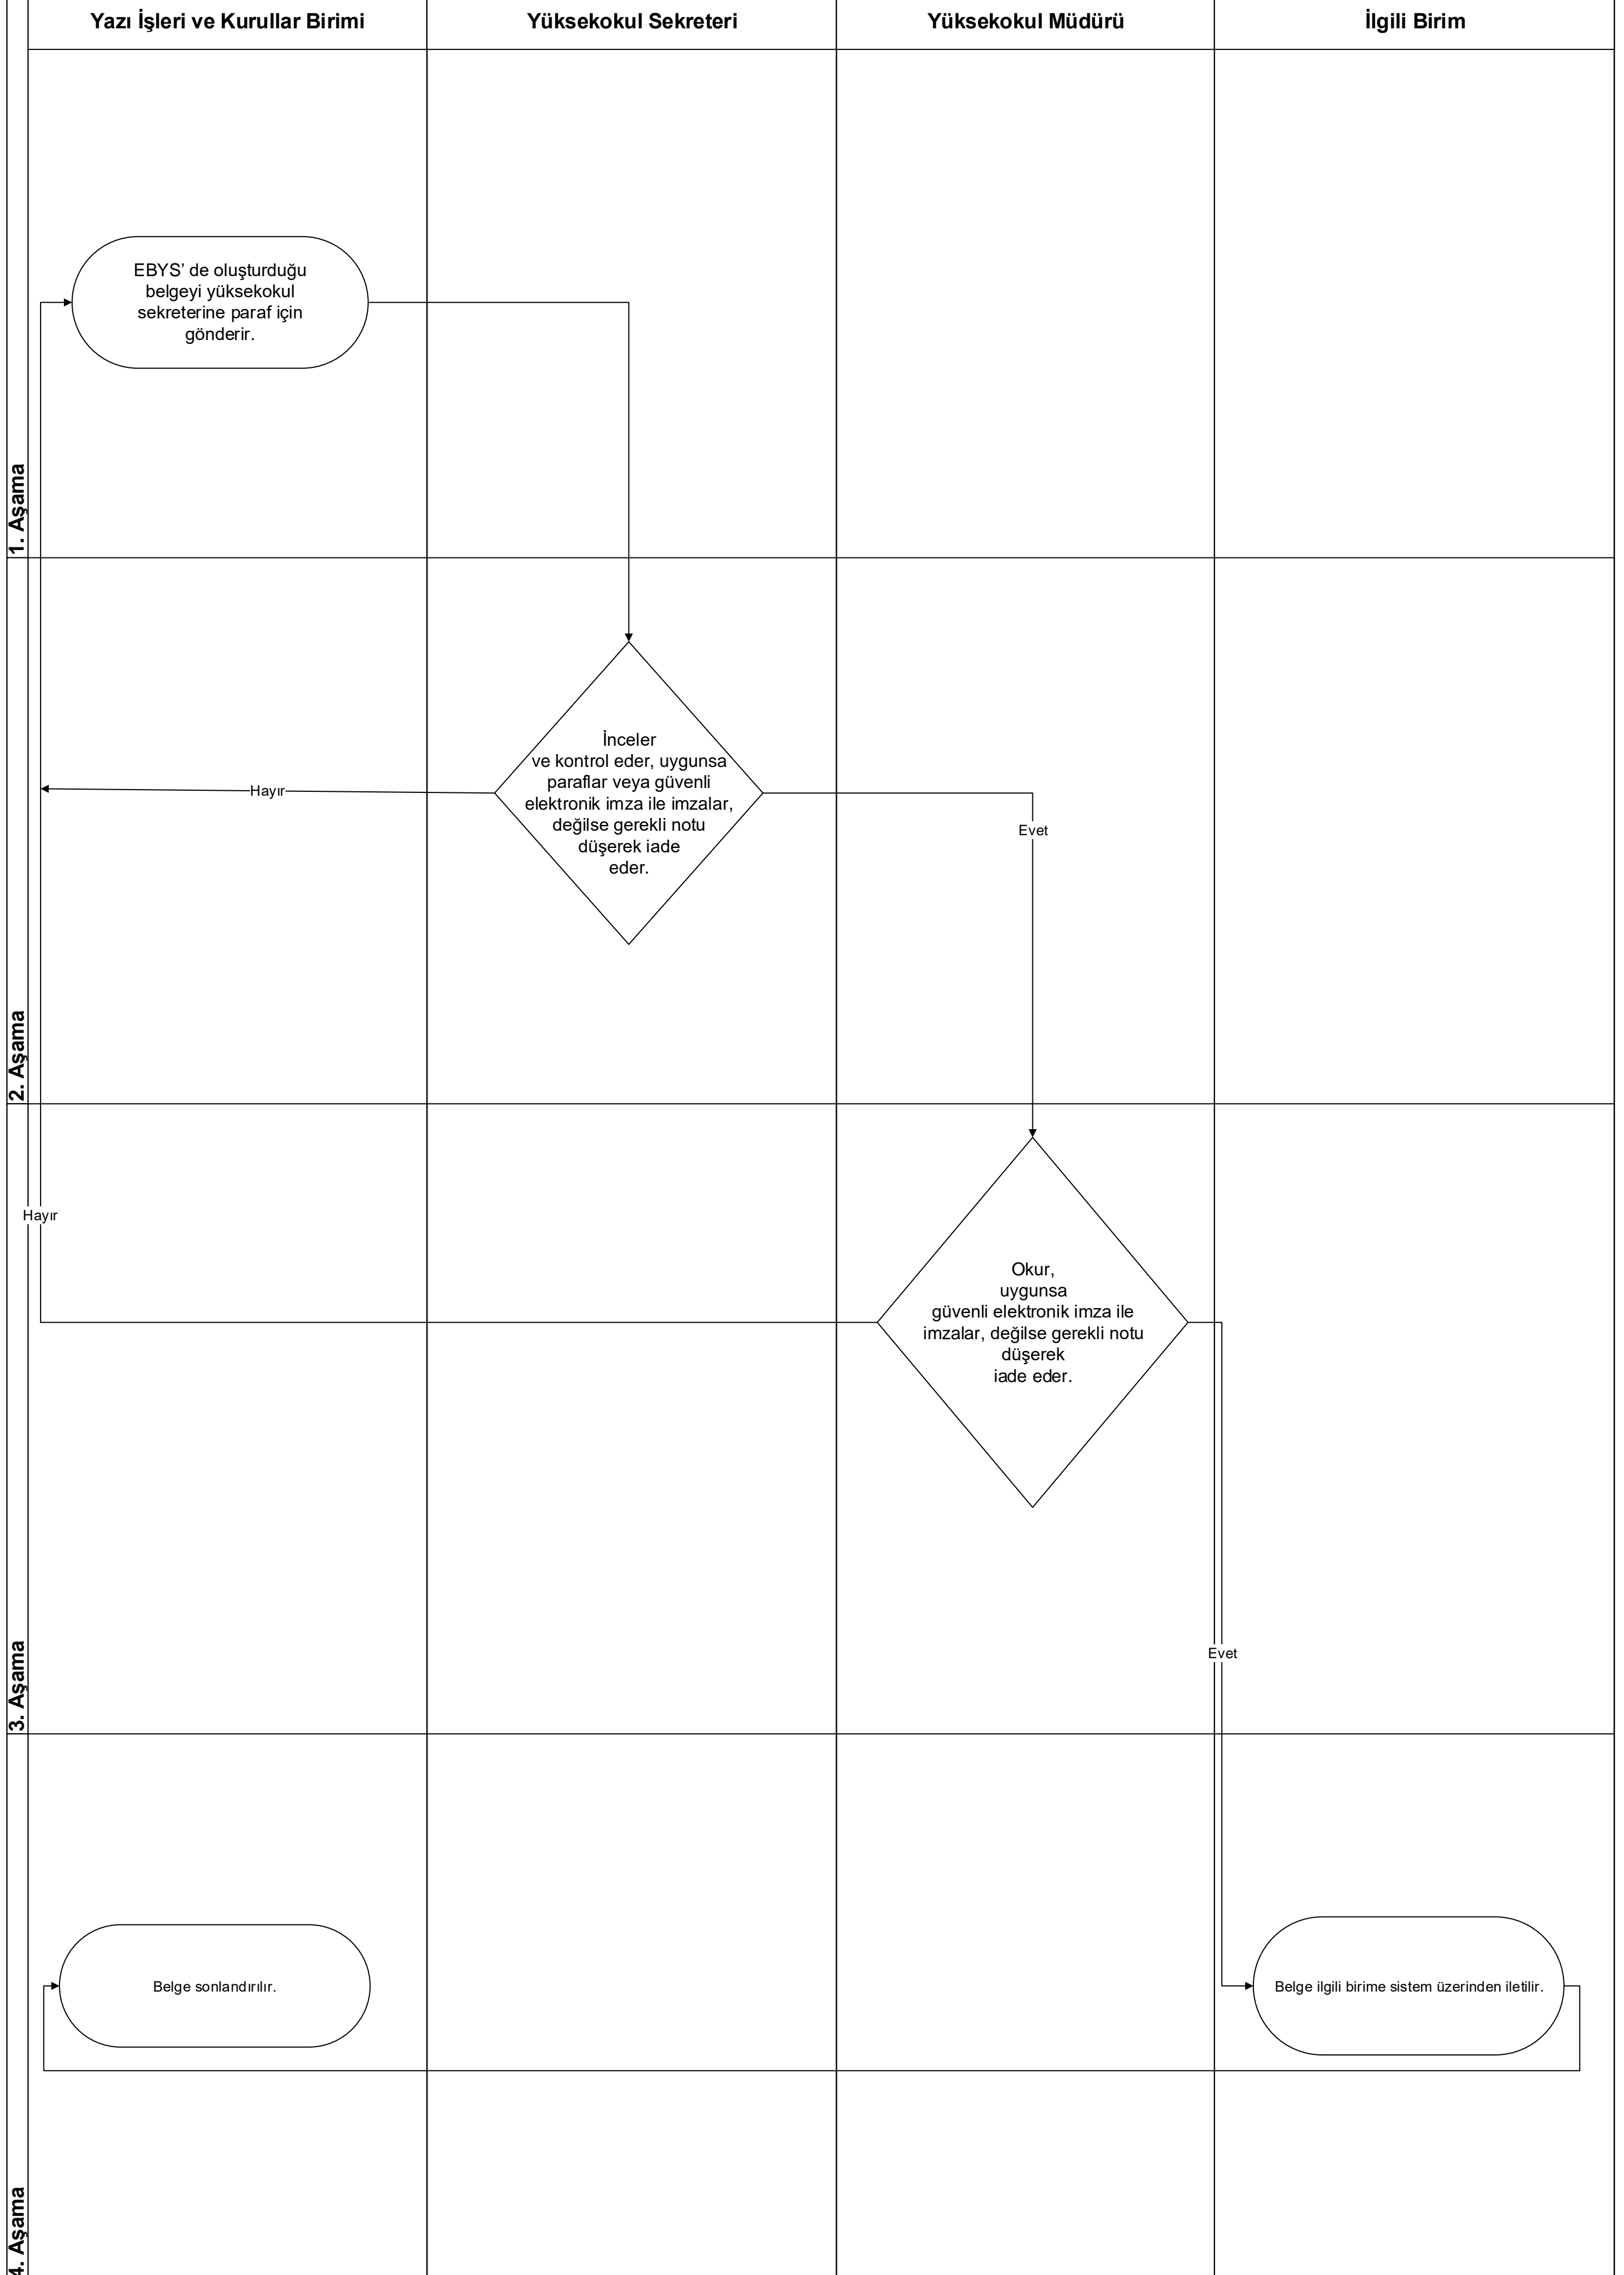 Yazı İşleri ve Kurullar Birimi
Yüksekokul Sekreteri
Yüksekokul Müdürü
İlgili Birim
1. Aşama
EBYS’ de oluşturduğu
belgeyi yüksekokul
sekreterine paraf için
gönderir.
2. Aşama
İnceler
ve kontrol eder, uygunsa
paraflar veya güvenli
elektronik imza ile imzalar,
değilse gerekli notu
düşerek iade
eder.
Hayır
Evet
3. Aşama
Hayır
Okur,
uygunsa
güvenli elektronik imza ile
imzalar, değilse gerekli notu
düşerek
iade eder.
Evet
4. Aşama
Belge sonlandırılır.
Belge ilgili birime sistem üzerinden iletilir.